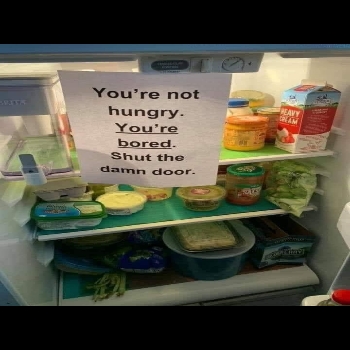 You're not
hungry.
You're
bored.
Shut the
damn door.
HEAVY
CREAM